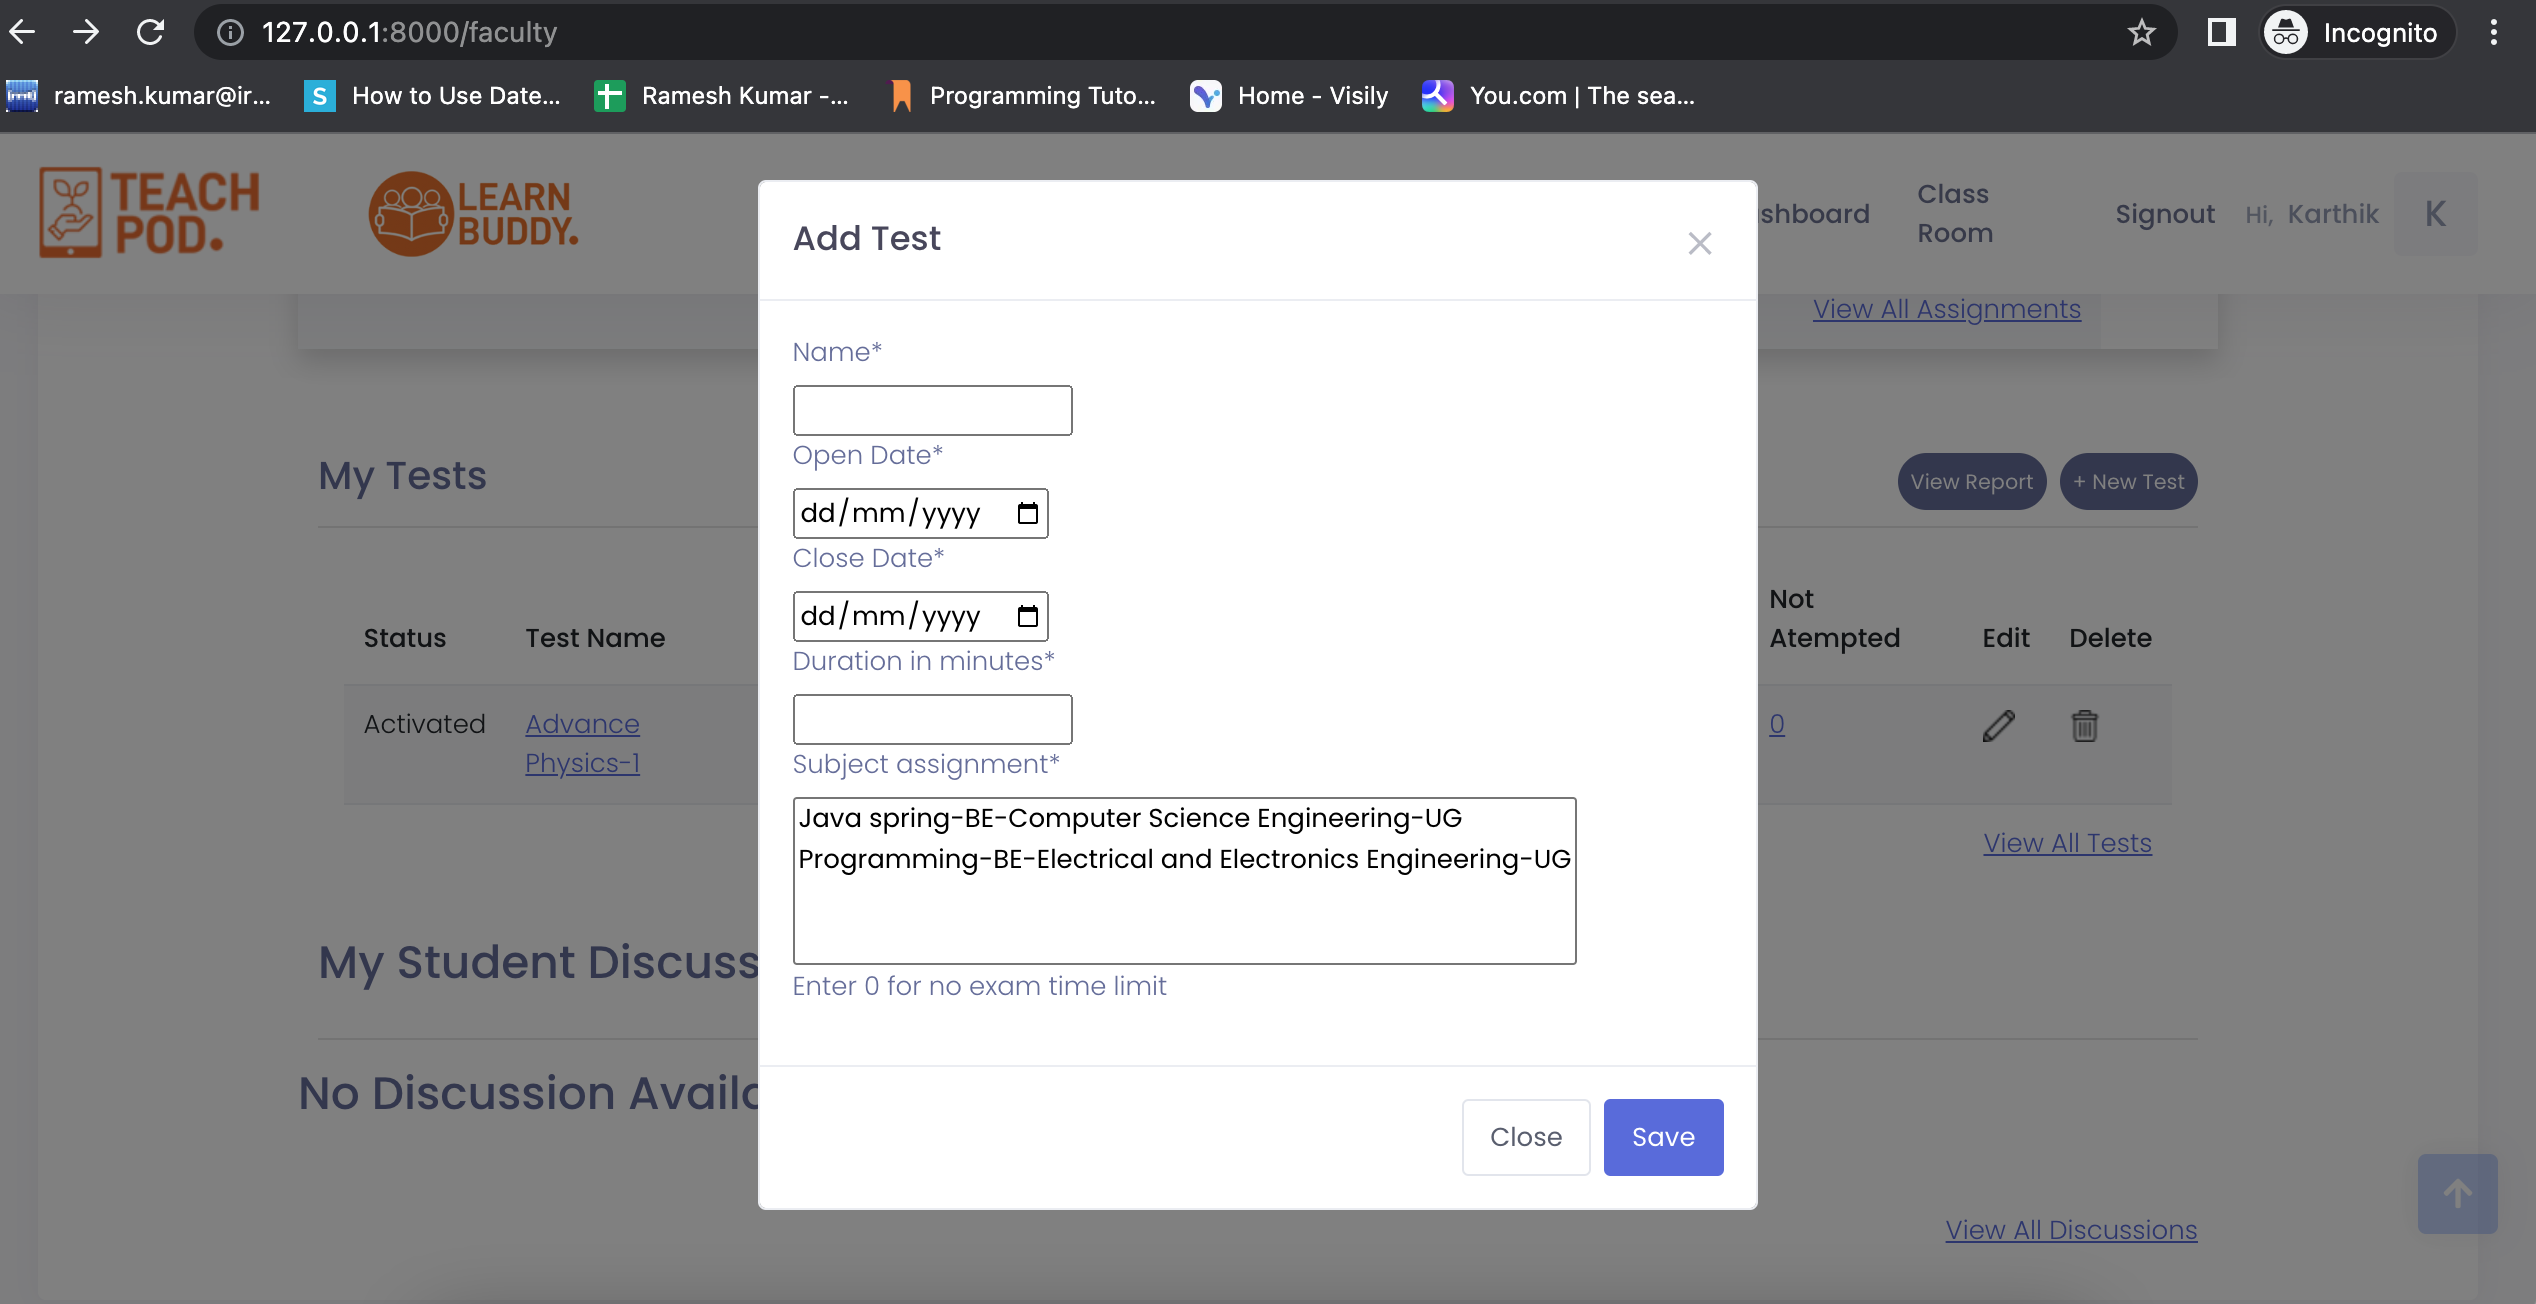 127.0.0.1:8000/faculty
Incognito
ramesh.kumar@ir...
S
How to Use Date...
Ramesh Kumar -...
Programming Tuto...
Home - Visily
You.com | The sea...
TEACH
POD.
LEARN
BUDDY.
shboard
Class
Room
Signout
Hi, Karthik
K
Add Test
View All Assignments
Name*
Open Date*
dd/mm/yyyy
Close Date*
dd/mm/yyyy
Duration in minutes*
Subject assignment*
Java spring-BE-Computer Science Engineering-UG
Programming-BE-Electrical and Electronics Engineering-UG
Enter 0 for no exam time limit
Close
Save
My Tests
View Report
+ New Test
Status
Test Name
Not
Atempted
Edit
Delete
Activated
Advance
Physics-1
0
View All Tests
My Student Discuss
No Discussion Availa
View All Discussions